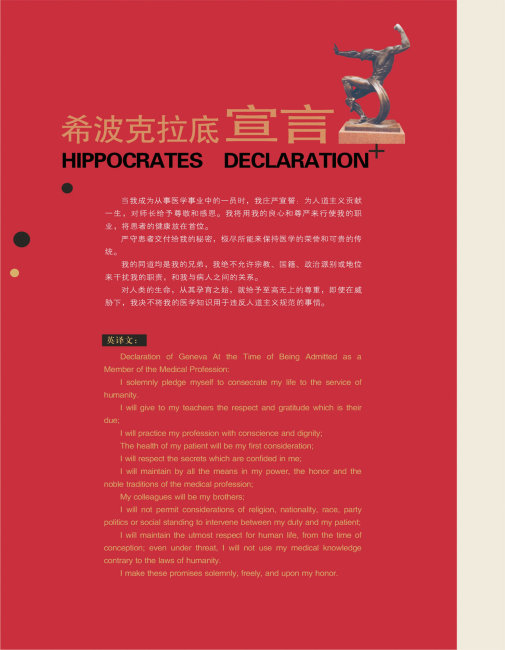 希波克拉底宣言
HIPPOCRATES DECLARATION+
当我成为从事医学事业中的一员时，我庄严宣誓：为人道主义贡献
一生，对师长给予尊敬和感恩。我将用我的良心和尊严来行使我的职
业，将患者的健康放在首位。
严守患者交付给我的秘密，极尽所能来保持医学的荣誉和可贵的传
统。
我的同道均是我的兄弟，我绝不允许宗教、国籍、政治派别或地位
来干扰我的职责，和我与病人之间的关系。
对人类的生命，从其孕育之始，就给予至高无上的尊重，即便在威
胁下，我决不将我的医学知识用于违反人道主义规范的事情。
英译文：
Declaration of Geneva At the Time of Being Admitted as a
Member of the Medical Profession:
I solemnly pledge myself to consecrate my life to the service of
humanity.
I will give to my teachers the respect and gratitude which is their
due;
I will practice my profession with conscience and dignity;
The health of my patient will be my first consideration;
I will respect the secrets which are confided in me;
I will maintain by all the means in my power, the honor and the
noble traditions of the medical profession;
My colleagues will be my brothers;
I will not permit considerations of religion, nationality, race, party
politics or social standing to intervene between my duty and my patient;
I will maintain the utmost respect for human life, from the time of
conception; even under threat, I will not use my medical knowledge
contrary to the laws of humanity.
I make these promises solemnly, freely, and upon my honor.